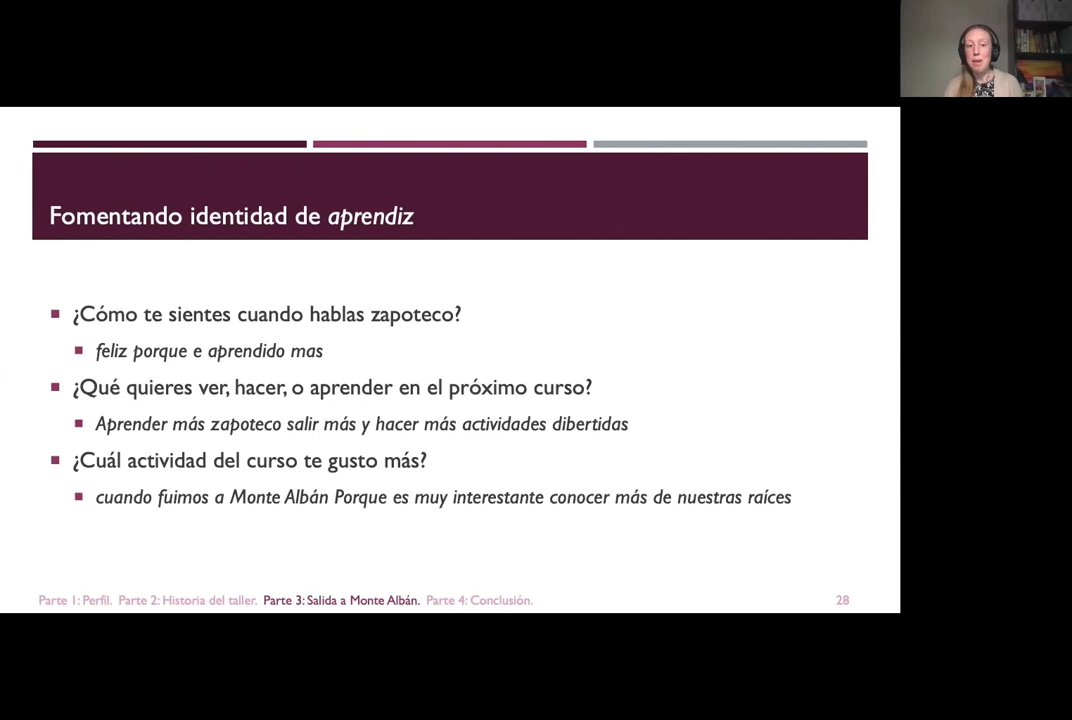 Fomentando identidad de aprendiz
¿Cómo te sientes cuando hablas zapoteco?
feliz porque e aprendido mas
¿Qué quieres ver, hacer, o aprender en el próximo curso?
Aprender más zapoteco salir más y hacer más actividades dibertidas
¿Cuál actividad del curso te gusto más?
cuando fuimos a Monte Albán Porque es muy interestante conocer más de nuestras raíces
Parte 1: Perfil. Parte 2: Historia del taller. Parte 3: Salida a Monte Albán. Parte 4: Conclusión.
28